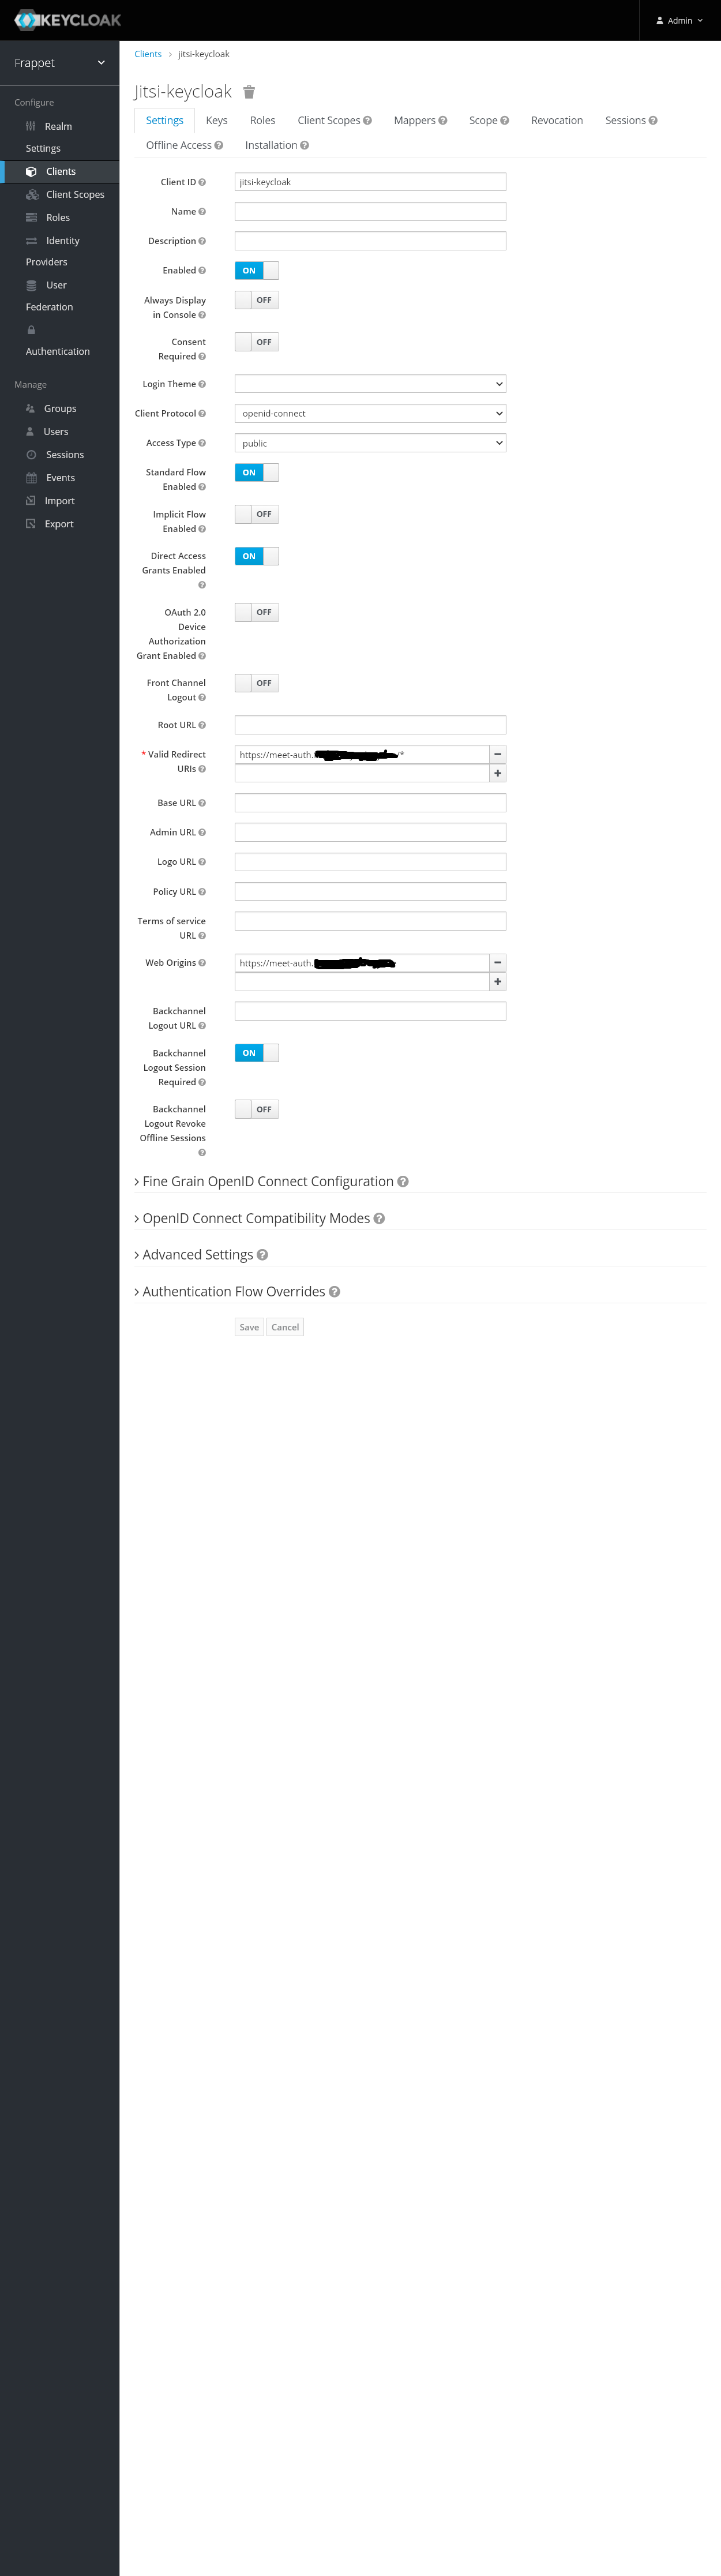 KEYCLOAK
Admin
Frappet
Configure
Realm
Settings
Clients
Client Scopes
Roles
Identity
Providers
User
Federation
Authentication
Manage
Groups
Users
Sessions
Events
Import
Export
Clients > jitsi-keycloak
Jitsi-keycloak
Settings Keys Roles Client Scopes Mappers Scope Revocation Sessions
Offline Access Installation
Client ID jitsi-keycloak
Name
Description
Enabled ON
Always Display OFF
in Console
Consent OFF
Required
Login Theme
Client Protocol openid-connect
Access Type public
Standard Flow ON
Enabled
Implicit Flow OFF
Enabled
Direct Access ON
Grants Enabled
OAuth 2.0 OFF
Device
Authorization
Grant Enabled
Front Channel OFF
Logout
Root URL
* Valid Redirect https://meet-auth. /*
URIs
Base URL
Admin URL
Logo URL
Policy URL
Terms of service
URL
Web Origins https://meet-auth.
Backchannel
Logout URL
Backchannel ON
Logout Session
Required
Backchannel OFF
Logout Revoke
Offline Sessions
Fine Grain OpenID Connect Configuration
OpenID Connect Compatibility Modes
Advanced Settings
Authentication Flow Overrides
Save Cancel